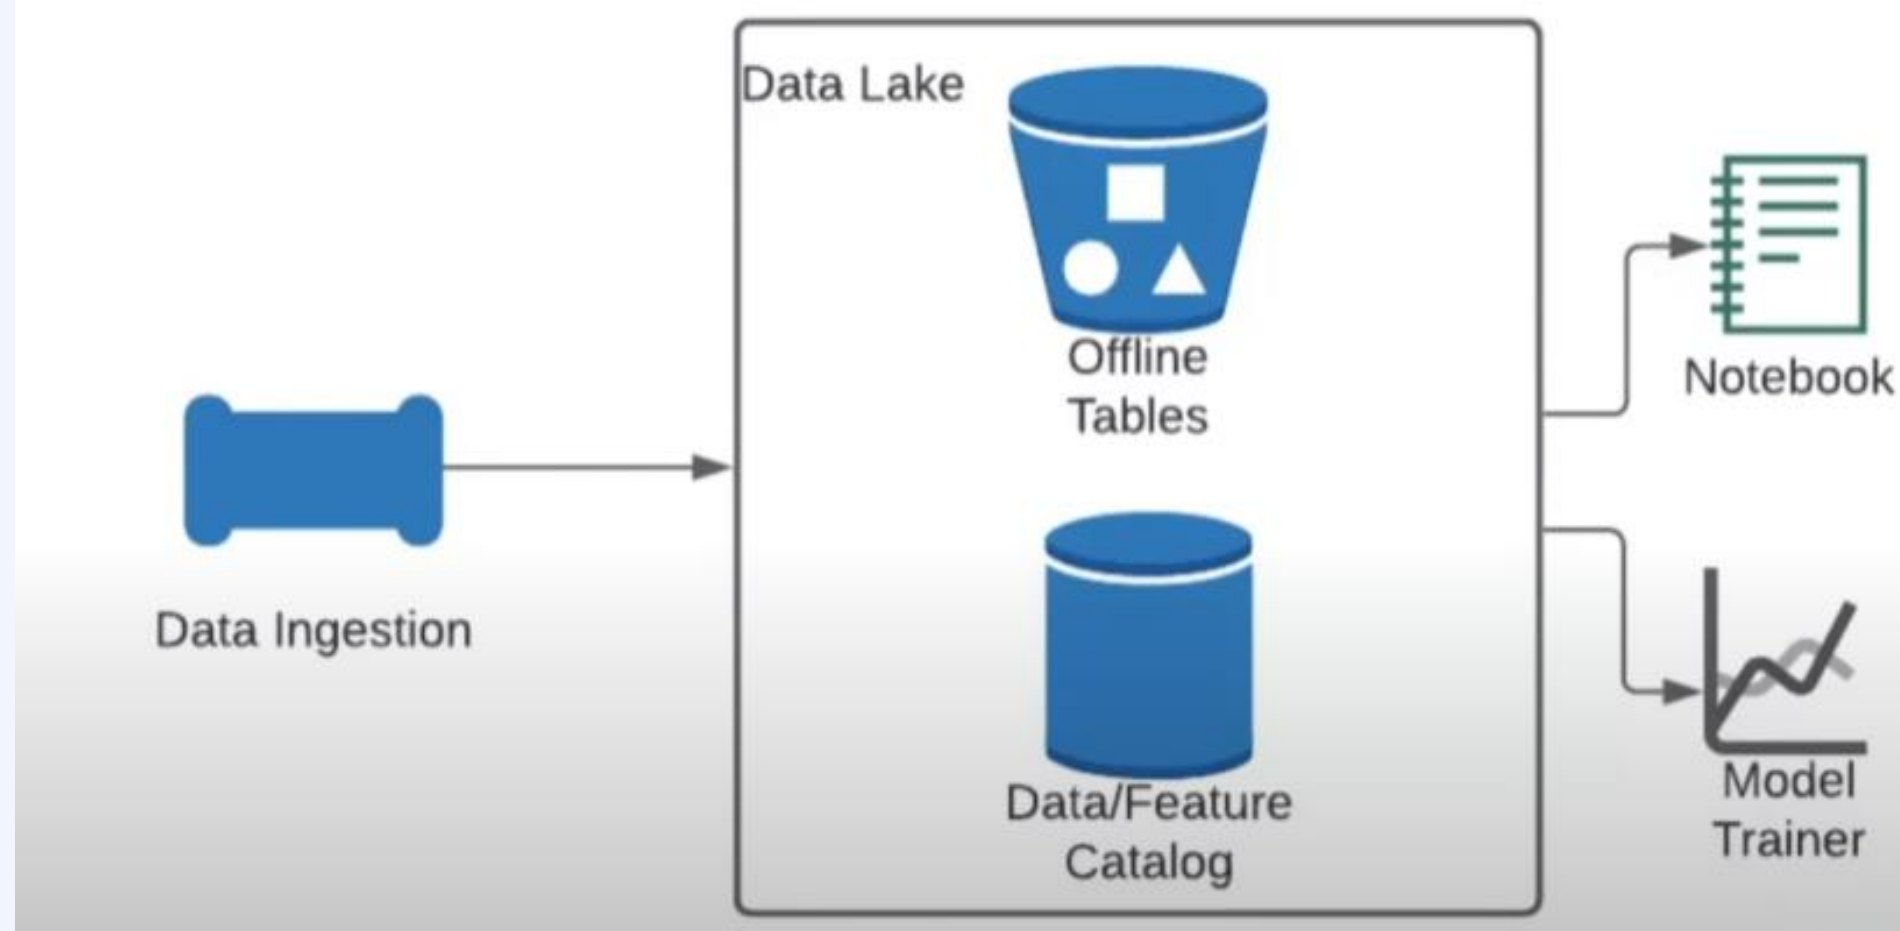 Data Lake
Offline
Tables
Notebook
Data Ingestion
Data/Feature
Catalog
Model
Trainer